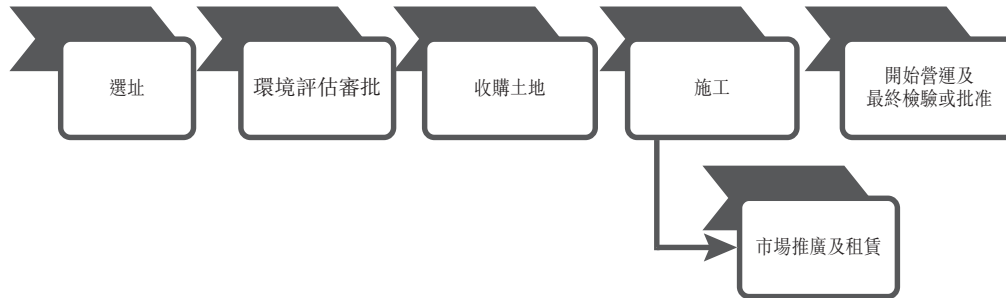 選址
環境評估審批
收購土地
施工
開始營運及
最終檢驗或批准
市場推廣及租賃